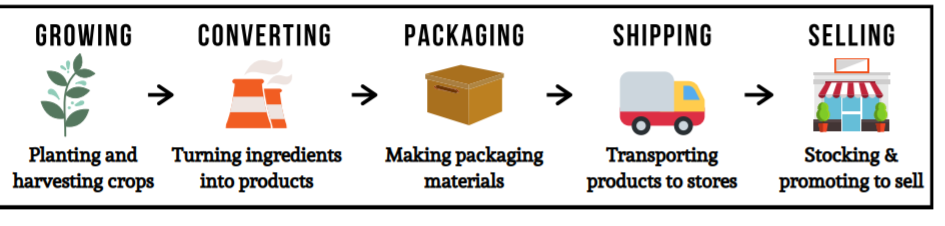 GROWING
CONVERTING
PACKAGING
SHIPPING
SELLING
Planting and
harvesting crops
Turning ingredients
into products
Making packaging
materials
Transporting
products to stores
Stocking &
promoting to sell